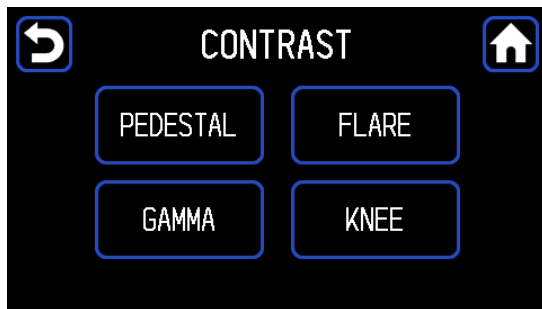 CONTRAST
PEDESTAL
FLARE
GAMMA
KNEE